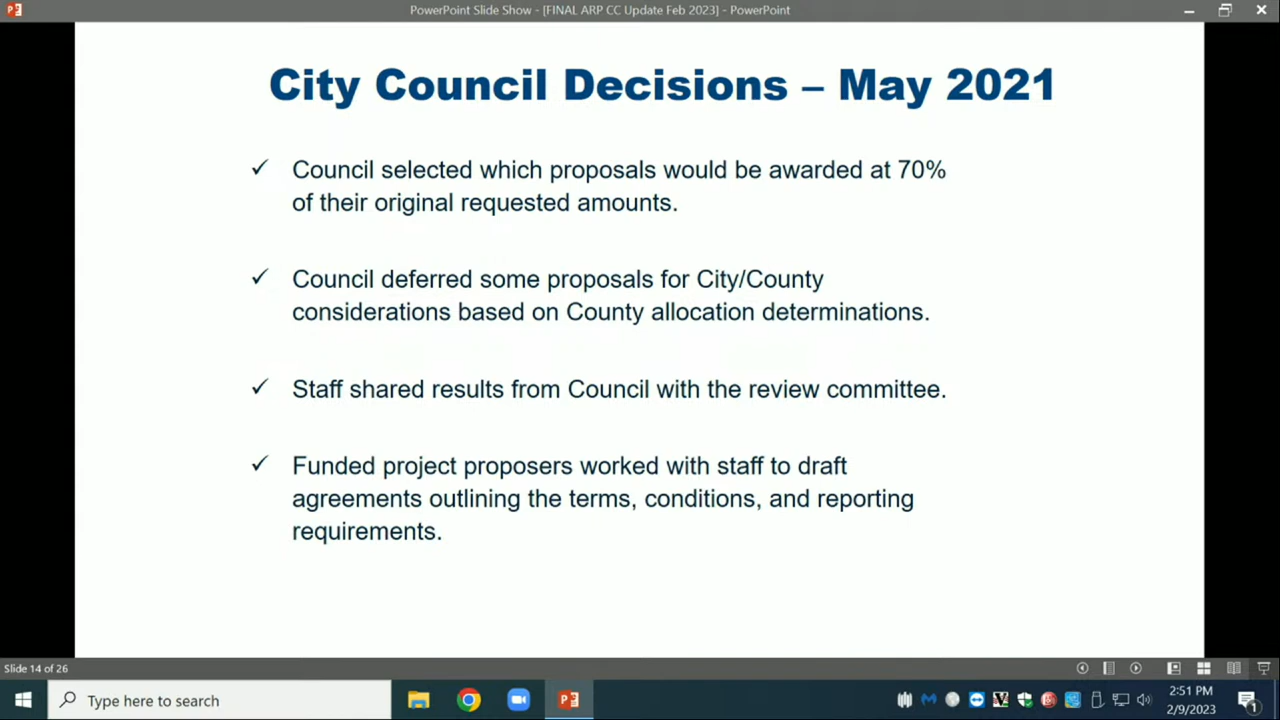 PowerPoint Slide Show - [FINAL ARP CC Update Feb 2023] - PowerPoint
City Council Decisions – May 2021
✓ Council selected which proposals would be awarded at 70%
of their original requested amounts.
✓ Council deferred some proposals for City/County
considerations based on County allocation determinations.
✓ Staff shared results from Council with the review committee.
✓ Funded project proposers worked with staff to draft
agreements outlining the terms, conditions, and reporting
requirements.
Slide 14 of 26
Type here to search
2:51 PM
2/9/2023
1